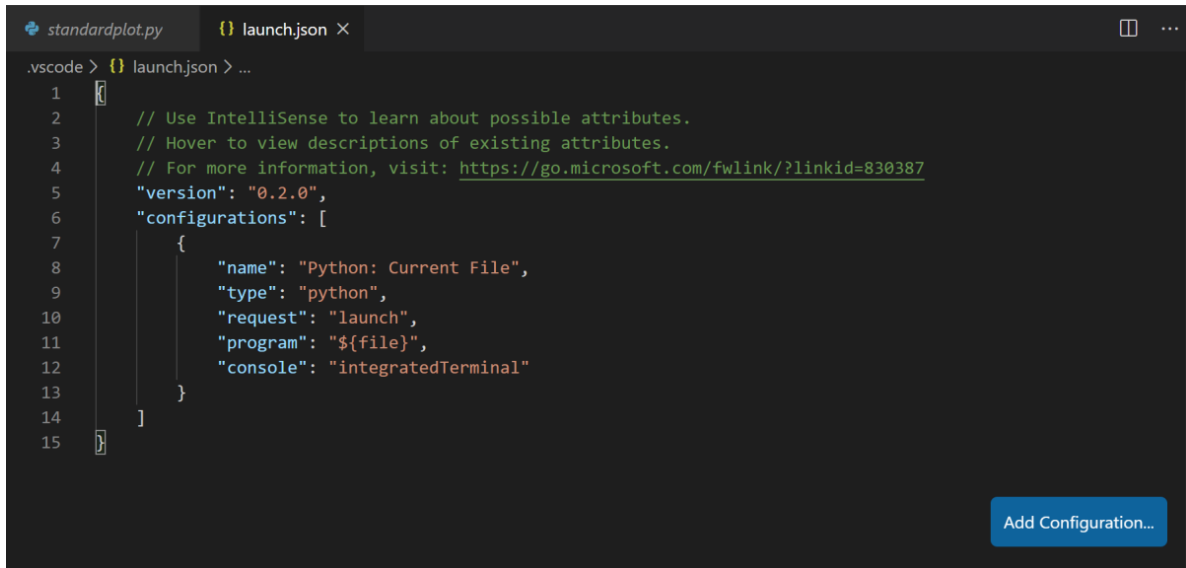 standardplot.py {} launch.json ×
.vscode > {} launch.json > ...
1 {
2 // Use IntelliSense to learn about possible attributes.
3 // Hover to view descriptions of existing attributes.
4 // For more information, visit: https://go.microsoft.com/fwlink/?linkid=830387
5 "version": "0.2.0",
6 "configurations": [
7 {
8 "name": "Python: Current File",
9 "type": "python",
10 "request": "launch",
11 "program": "${file}",
12 "console": "integratedTerminal"
13 }
14 ]
15 }
Add Configuration...